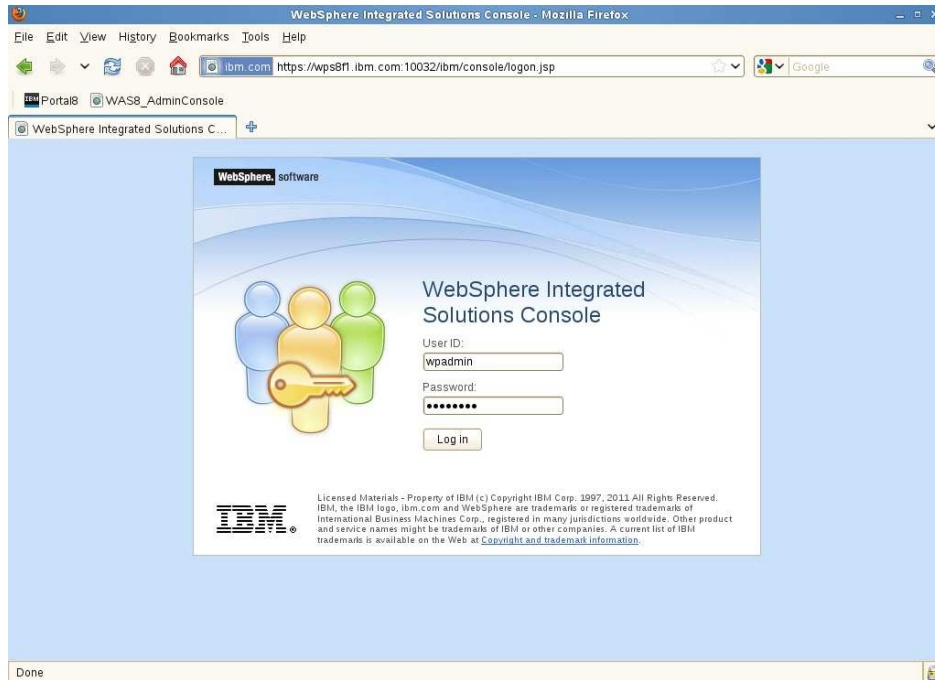 WebSphere Integrated Solutions Console - Mozilla Firefox
File Edit View History Bookmarks Tools Help
ibm.com https://wps8f1.ibm.com:10032/ibm/console/logon.jsp Google
IBM Portal8 WAS8_AdminConsole
WebSphere Integrated Solutions C...
WebSphere. software
WebSphere Integrated
Solutions Console
User ID:
wpadmin
Password:
••••••••
Log in
Licensed Materials - Property of IBM (c) Copyright IBM Corp. 1997, 2011 All Rights Reserved.
IBM, the IBM logo, ibm.com and WebSphere are trademarks or registered trademarks of
International Business Machines Corp., registered in many jurisdictions worldwide. Other product
and service names might be trademarks of IBM or other companies. A current list of IBM
trademarks is available on the Web at Copyright and trademark information.
IBM®
Done